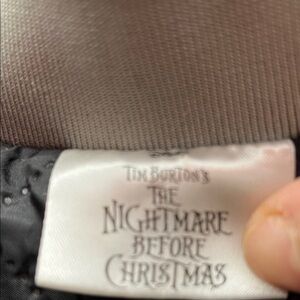 TIM BURTON'S
THE
NIGHTMARE
BEFORE
CHRISTMAS